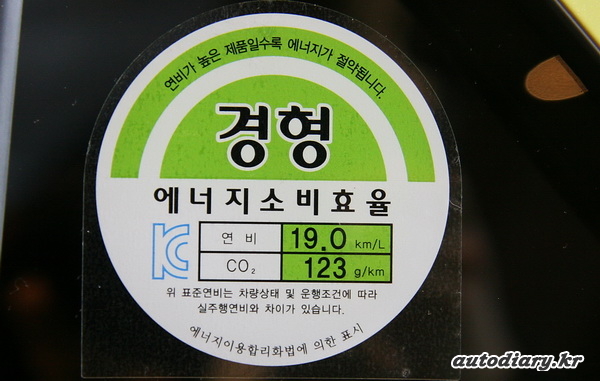 연비가 높은 제품일수록 에너지가 절약됩니다.
경형
에너지소비효율
연 비 19.0 km/L
CO₂ 123 g/km
위 표준연비는 차량상태 및 운행조건에 따라
실주행연비와 차이가 있습니다.
에너지이용합리화법에 의한 표시
autodiary.kr